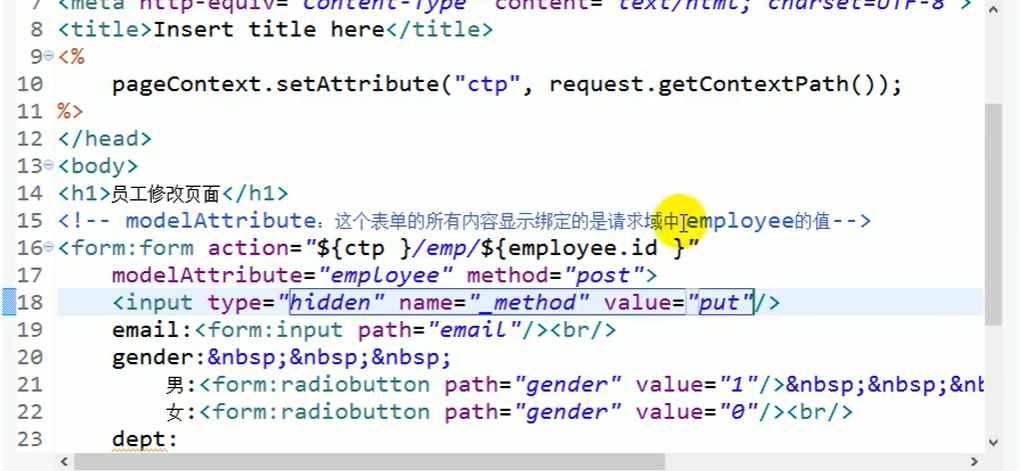 7 <meta http-equiv="Content-Type" content="text/html; charset=UTF-8">
8 <title>Insert title here</title>
9 <%
10 pageContext.setAttribute("ctp", request.getContextPath());
11 %>
12 </head>
13 <body>
14 <h1>员工修改页面</h1>
15 <!-- modelAttribute：这个表单的所有内容显示绑定的是请求域中employee的值-->
16 <form:form action="${ctp }/emp/${employee.id }"
17 modelAttribute="employee" method="post">
18 <input type="hidden" name="_method" value="put"/>
19 email:<form:input path="email"/><br/>
20 gender:&nbsp;&nbsp;&nbsp;
21 男:<form:radiobutton path="gender" value="1"/>&nbsp;&nbsp;&nb
22 女:<form:radiobutton path="gender" value="0"/><br/>
23 dept: